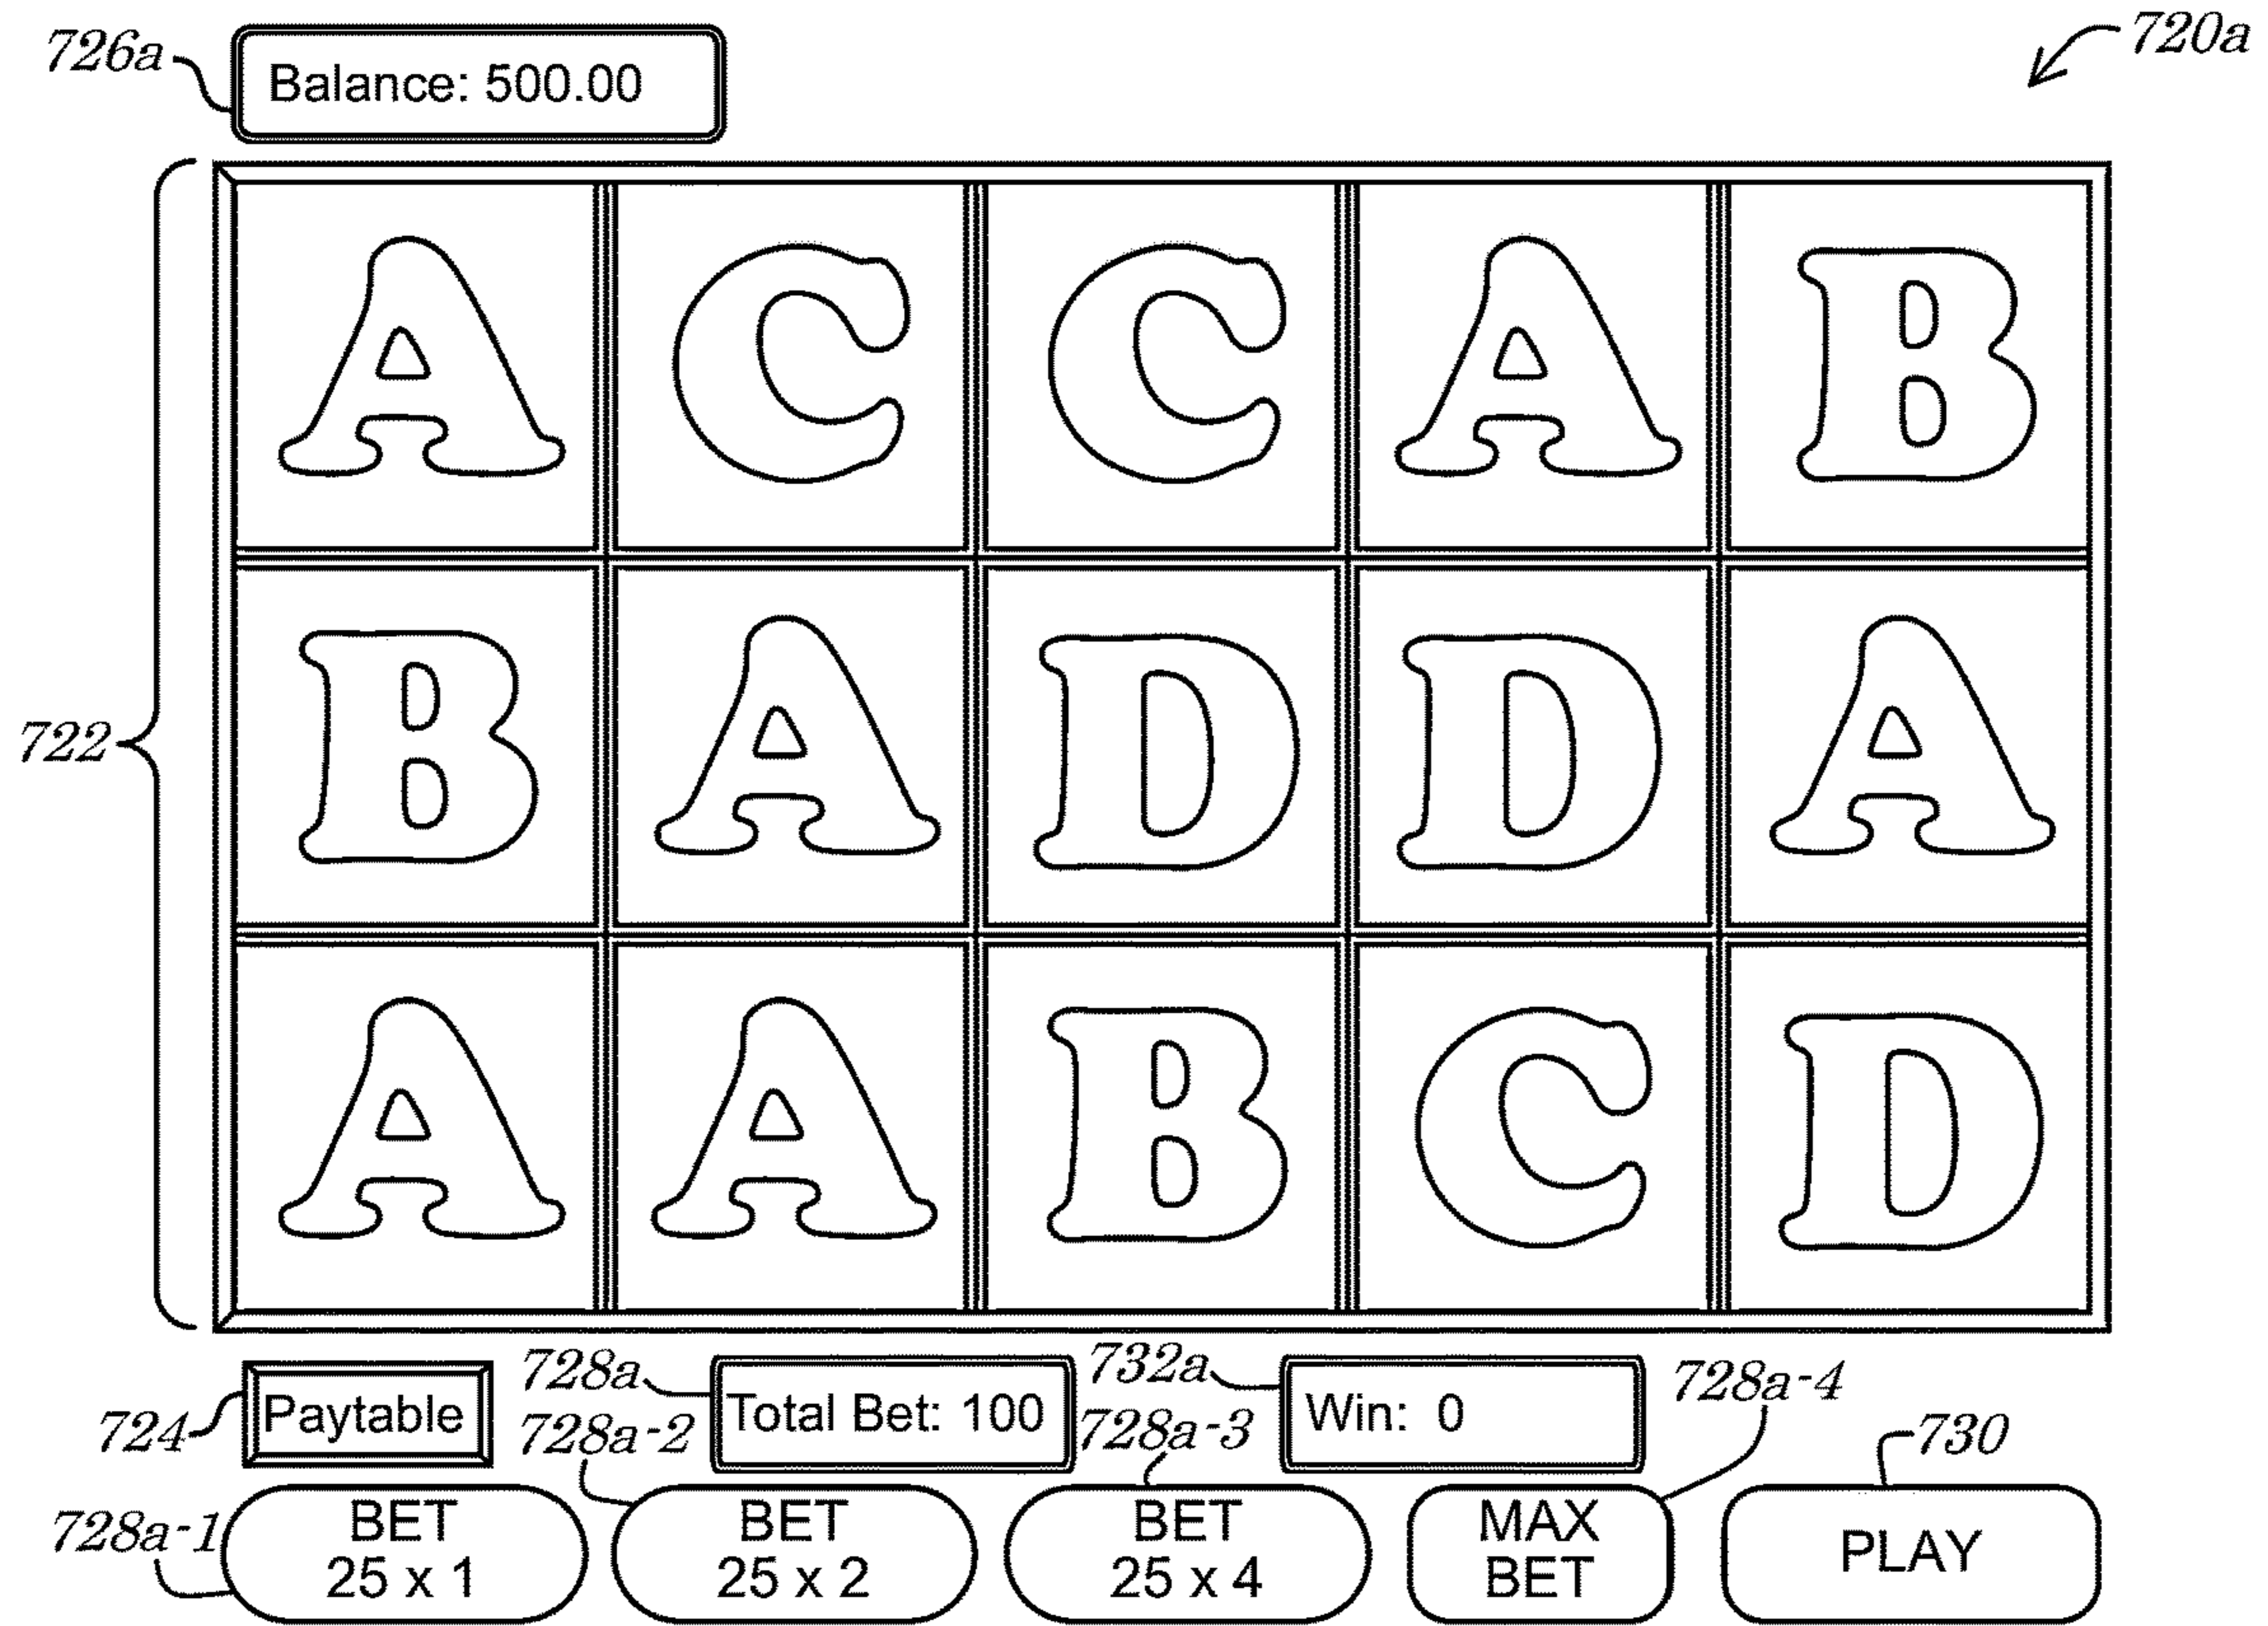 726a
Balance: 500.00
720a
A C C A B
722
B A D D A
A A B C D
724
Paytable
728a
Total Bet: 100
732a
Win: 0
728a-4
728a-2
728a-3
730
728a-1
BET
25 x 1
BET
25 x 2
BET
25 x 4
MAX
BET
PLAY